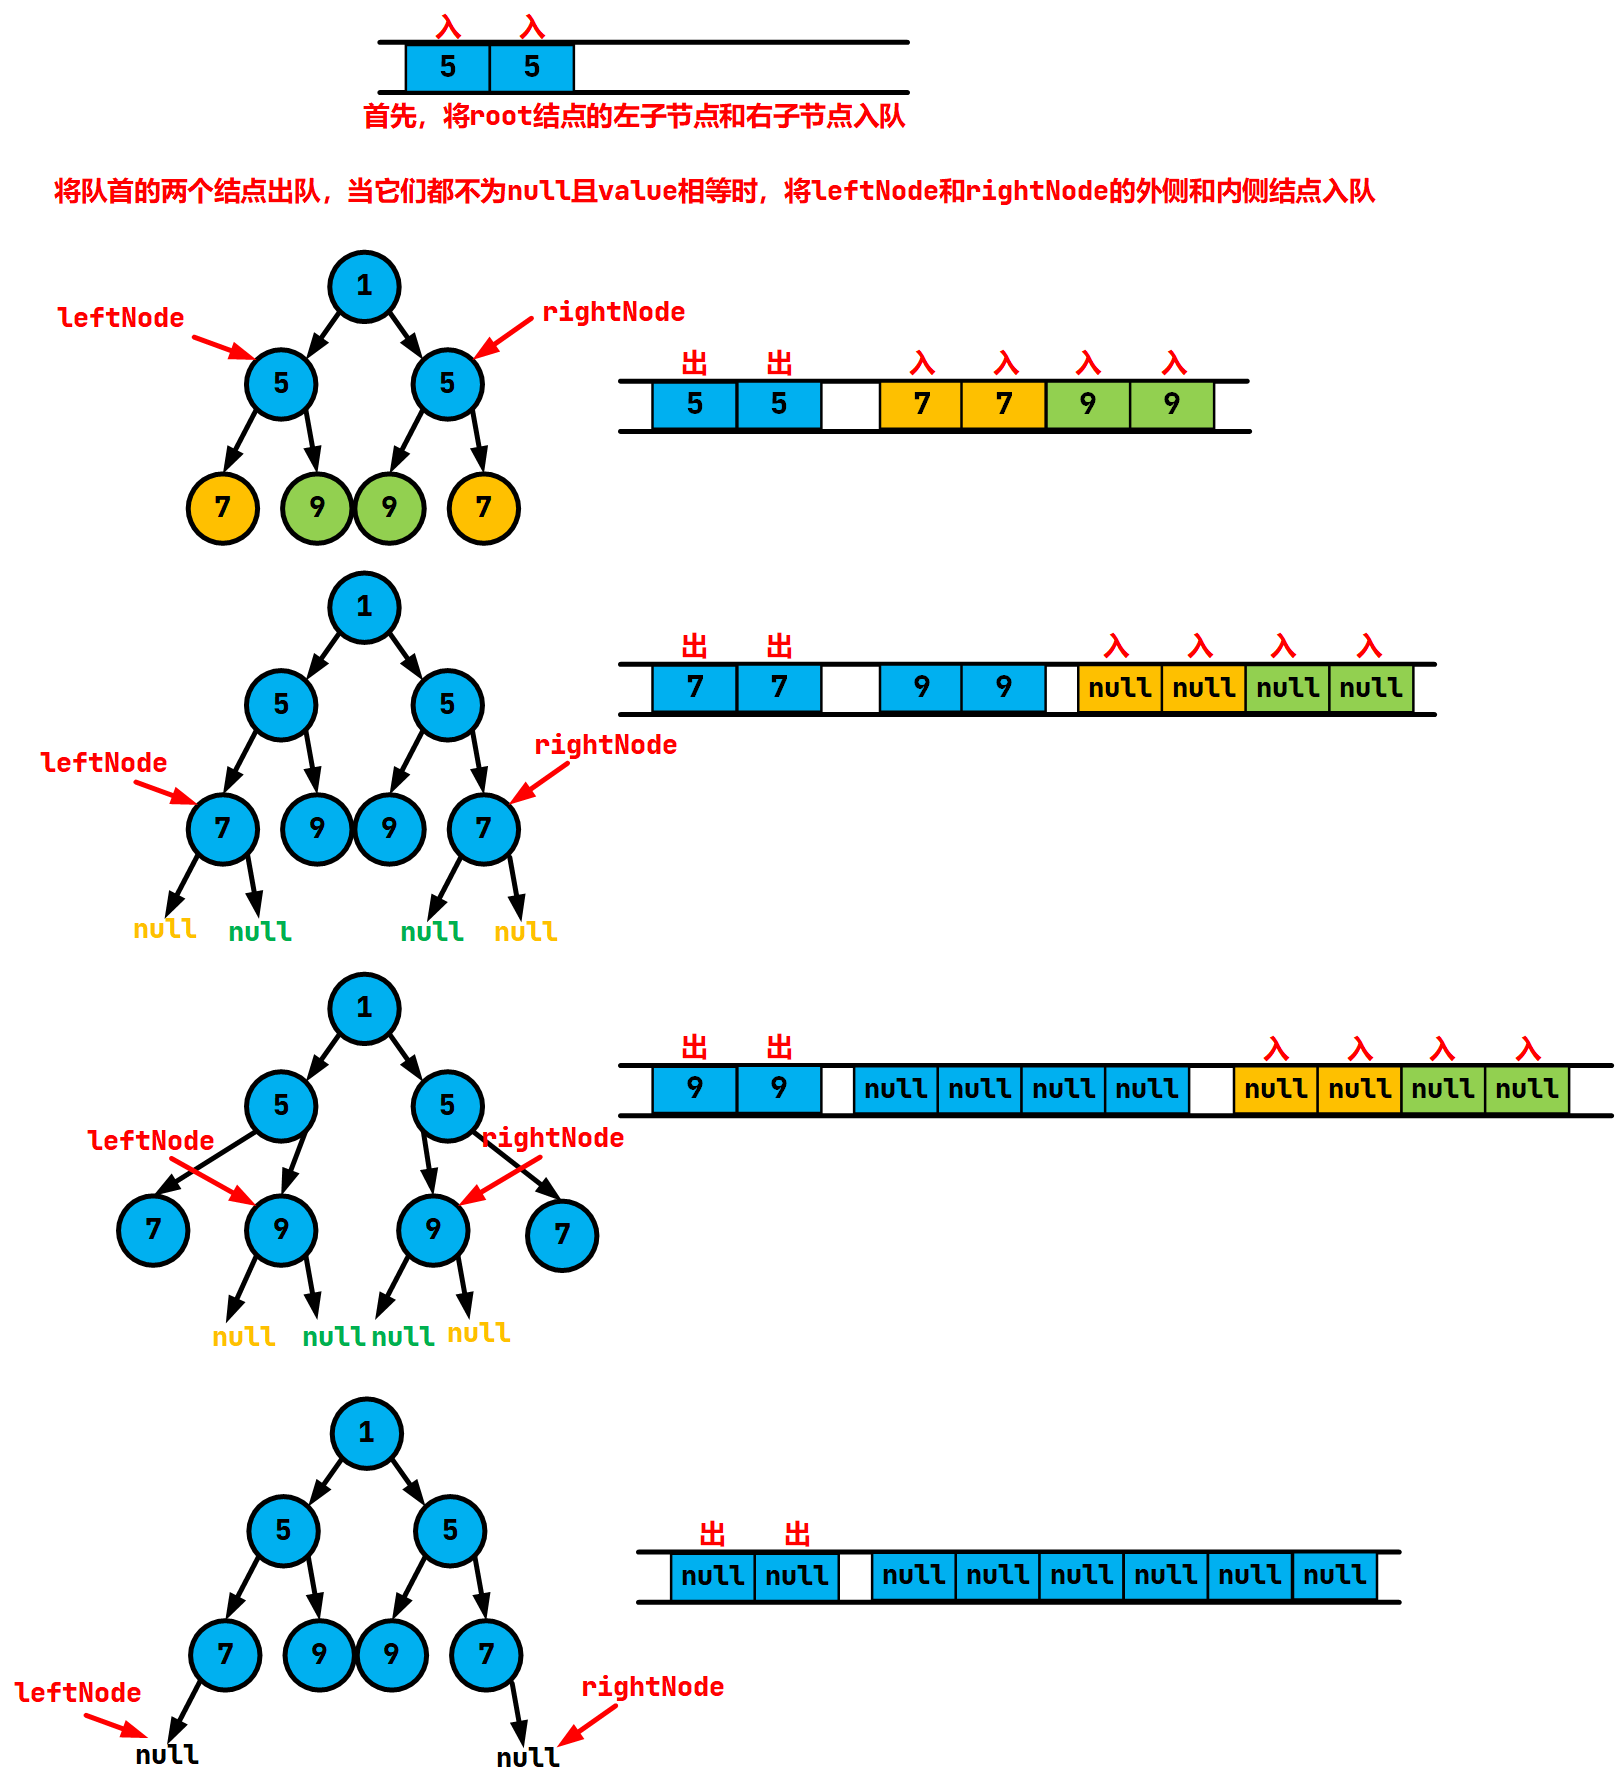 入 入
5 5
首先，将root结点的左子节点和右子节点入队
将队首的两个结点出队，当它们都不为null且value相等时，将leftNode和rightNode的外侧和内侧结点入队
1
leftNode
rightNode
5 5
7 9 9 7
出 出 入 入 入 入
5 5 7 7 9 9
1
5 5
leftNode
rightNode
7 9 9 7
null null null null
出 出 入 入 入 入
7 7 9 9 null null null null
1
5 5
leftNode
rightNode
7 9 9 7
null null null null
出 出 入 入 入 入
9 9 null null null null null null null null
1
5 5
7 9 9 7
leftNode
rightNode
null null
出 出
null null null null null null null null